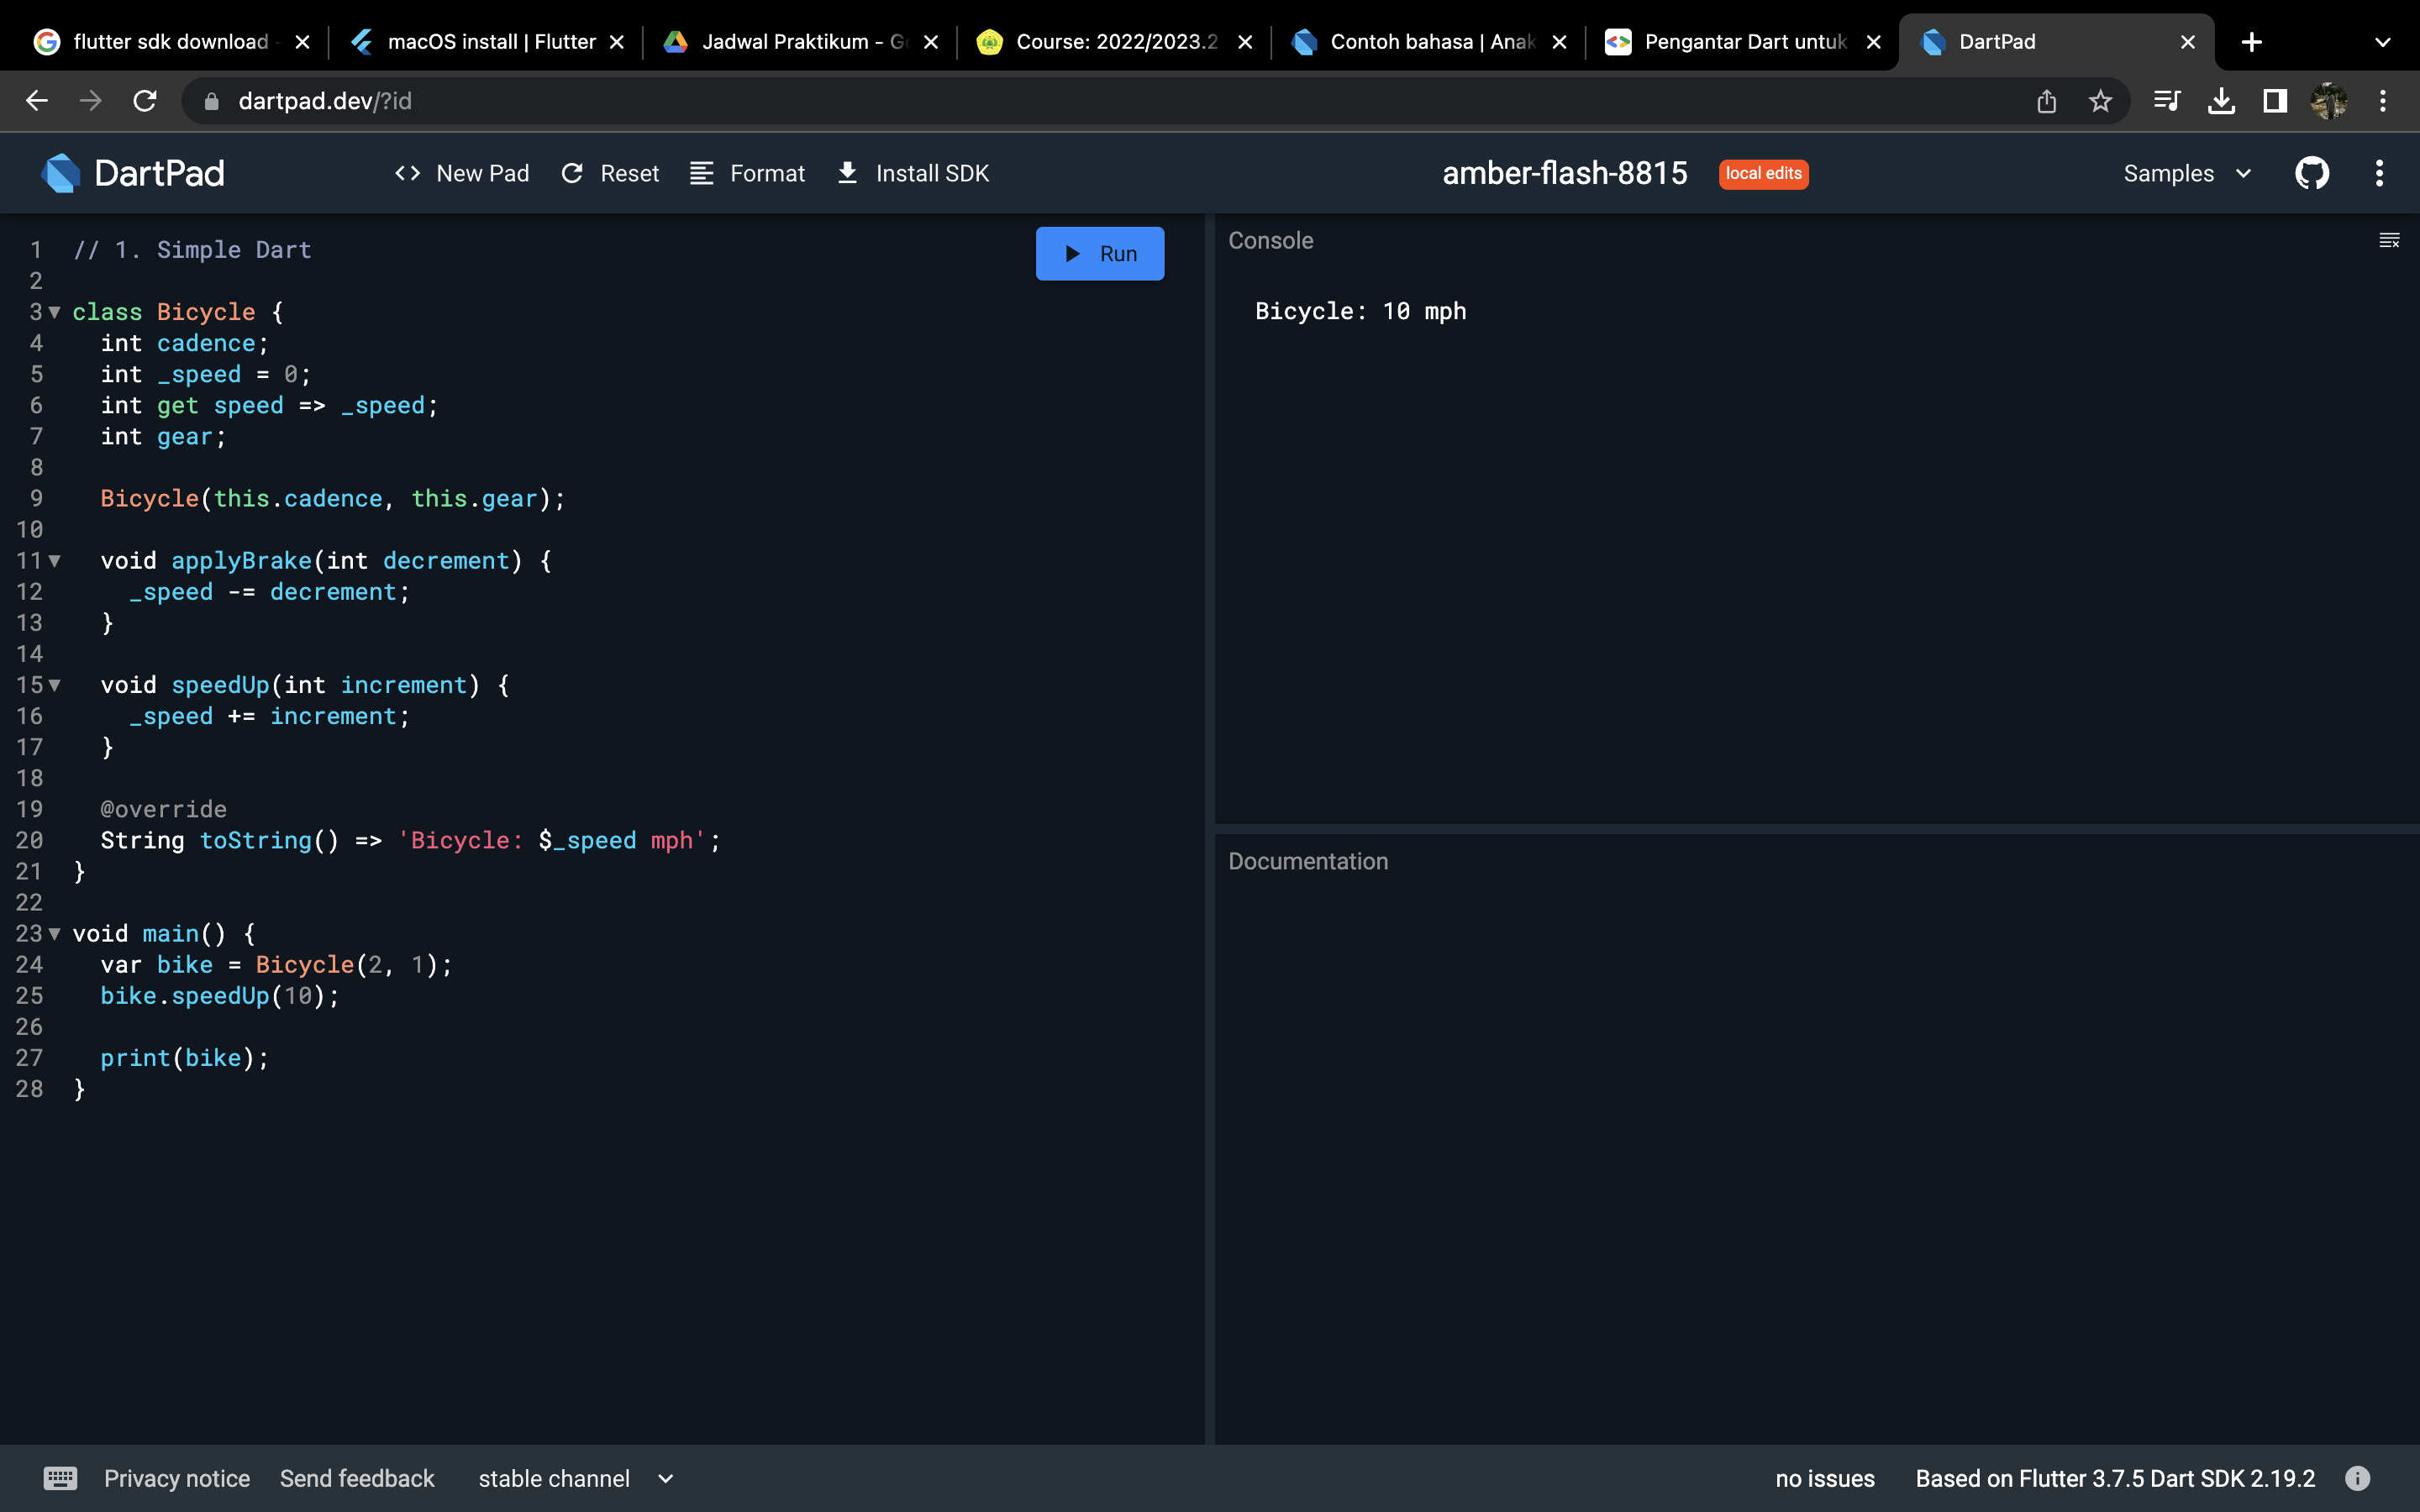 flutter sdk download -
macOS install | Flutter
Jadwal Praktikum - Go
Course: 2022/2023.2
Contoh bahasa | Anak
Pengantar Dart untuk
DartPad
dartpad.dev/?id
DartPad
<> New Pad
Reset
Format
Install SDK
amber-flash-8815
local edits
Samples
Run
1 // 1. Simple Dart
2
3 class Bicycle {
4   int cadence;
5   int _speed = 0;
6   int get speed => _speed;
7   int gear;
8
9   Bicycle(this.cadence, this.gear);
10
11   void applyBrake(int decrement) {
12     _speed -= decrement;
13   }
14
15   void speedUp(int increment) {
16     _speed += increment;
17   }
18
19   @override
20   String toString() => 'Bicycle: $_speed mph';
21 }
22
23 void main() {
24   var bike = Bicycle(2, 1);
25   bike.speedUp(10);
26
27   print(bike);
28 }
Console
Bicycle: 10 mph
Documentation
Privacy notice
Send feedback
stable channel
no issues
Based on Flutter 3.7.5 Dart SDK 2.19.2